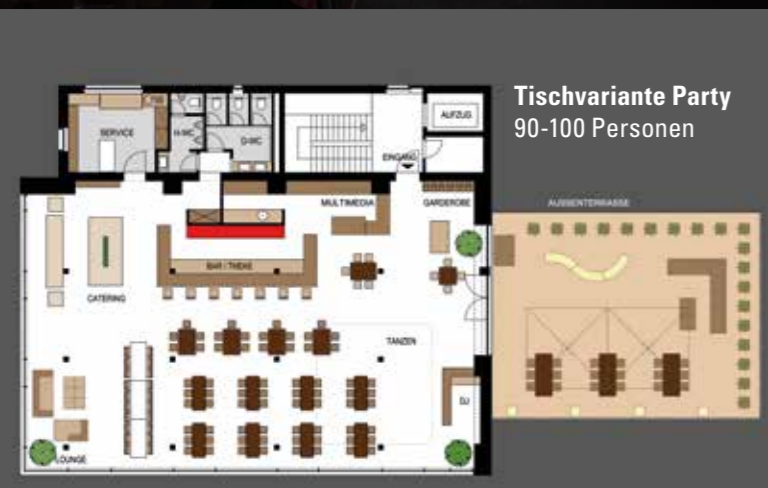 Tischvariante Party
90-100 Personen
AUFZUG
SERVICE
H-WC
D-WC
EINGANG
MULTIMEDIA
GARDEROBE
AUSSENTERRASSE
BAR / THEKE
CATERING
TANZEN
DJ
LOUNGE